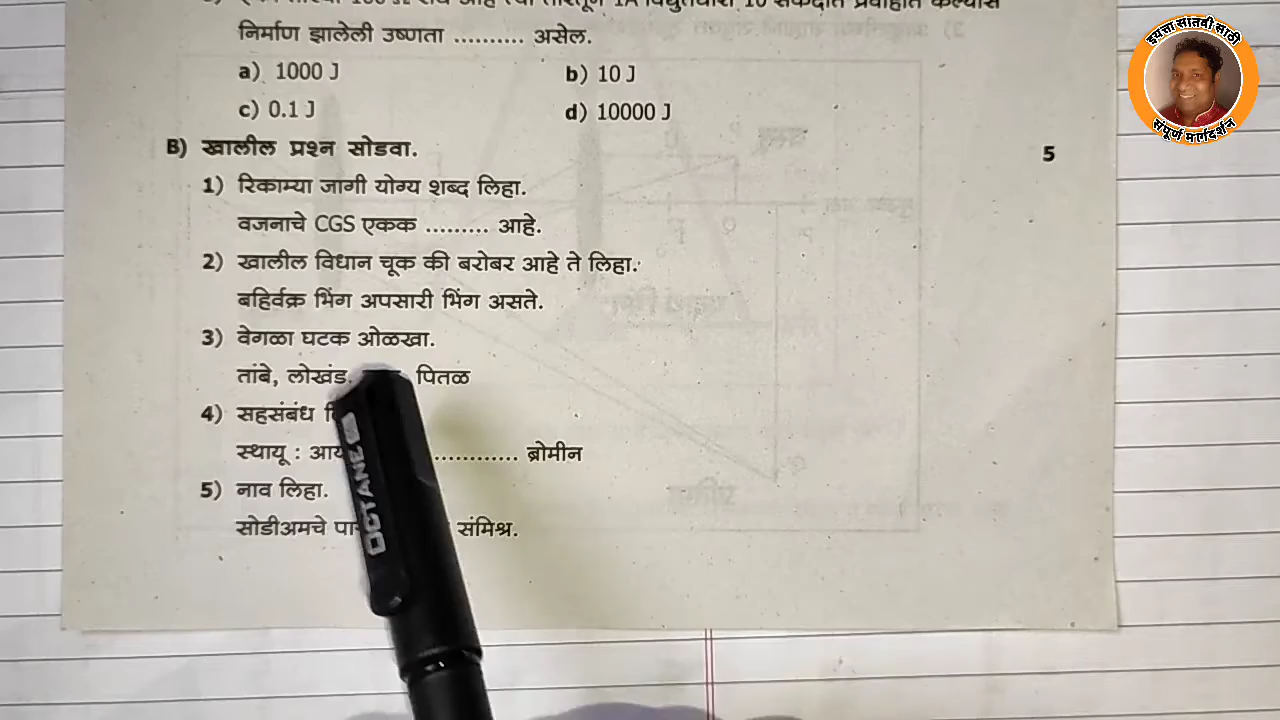 निर्माण झालेली उष्णता .......... असेल.
a) 1000 J b) 10 J
c) 0.1 J d) 10000 J
B) खालील प्रश्न सोडवा. 5
1) रिकाम्या जागी योग्य शब्द लिहा.
वजनाचे CGS एकक ......... आहे.
2) खालील विधान चूक की बरोबर आहे ते लिहा.
बहिर्वक्र भिंग अपसारी भिंग असते.
3) वेगळा घटक ओळखा.
तांबे, लोखंड, पितळ
4) सहसंबंध
स्थायू : ............ ब्रोमीन
5) नाव लिहा.
सोडीअमचे संमिश्र.
OCTANE
इयत्ता सातवी साठी
संपूर्ण मार्गदर्शन